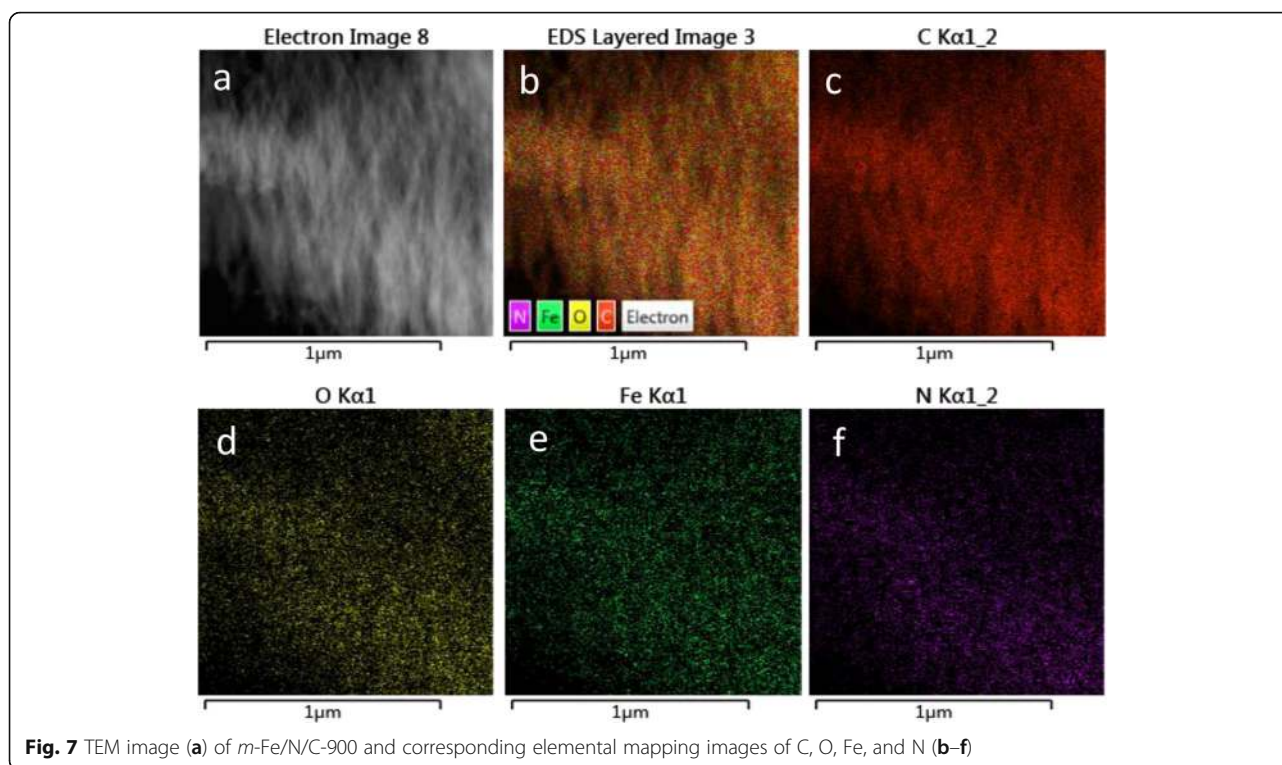 Electron Image 8
EDS Layered Image 3
C Kα1_2
a
b
c
N Fe O C Electron
1μm
1μm
1μm
O Kα1
Fe Kα1
N Kα1_2
d
e
f
1μm
1μm
1μm
Fig. 7 TEM image (a) of m-Fe/N/C-900 and corresponding elemental mapping images of C, O, Fe, and N (b–f)